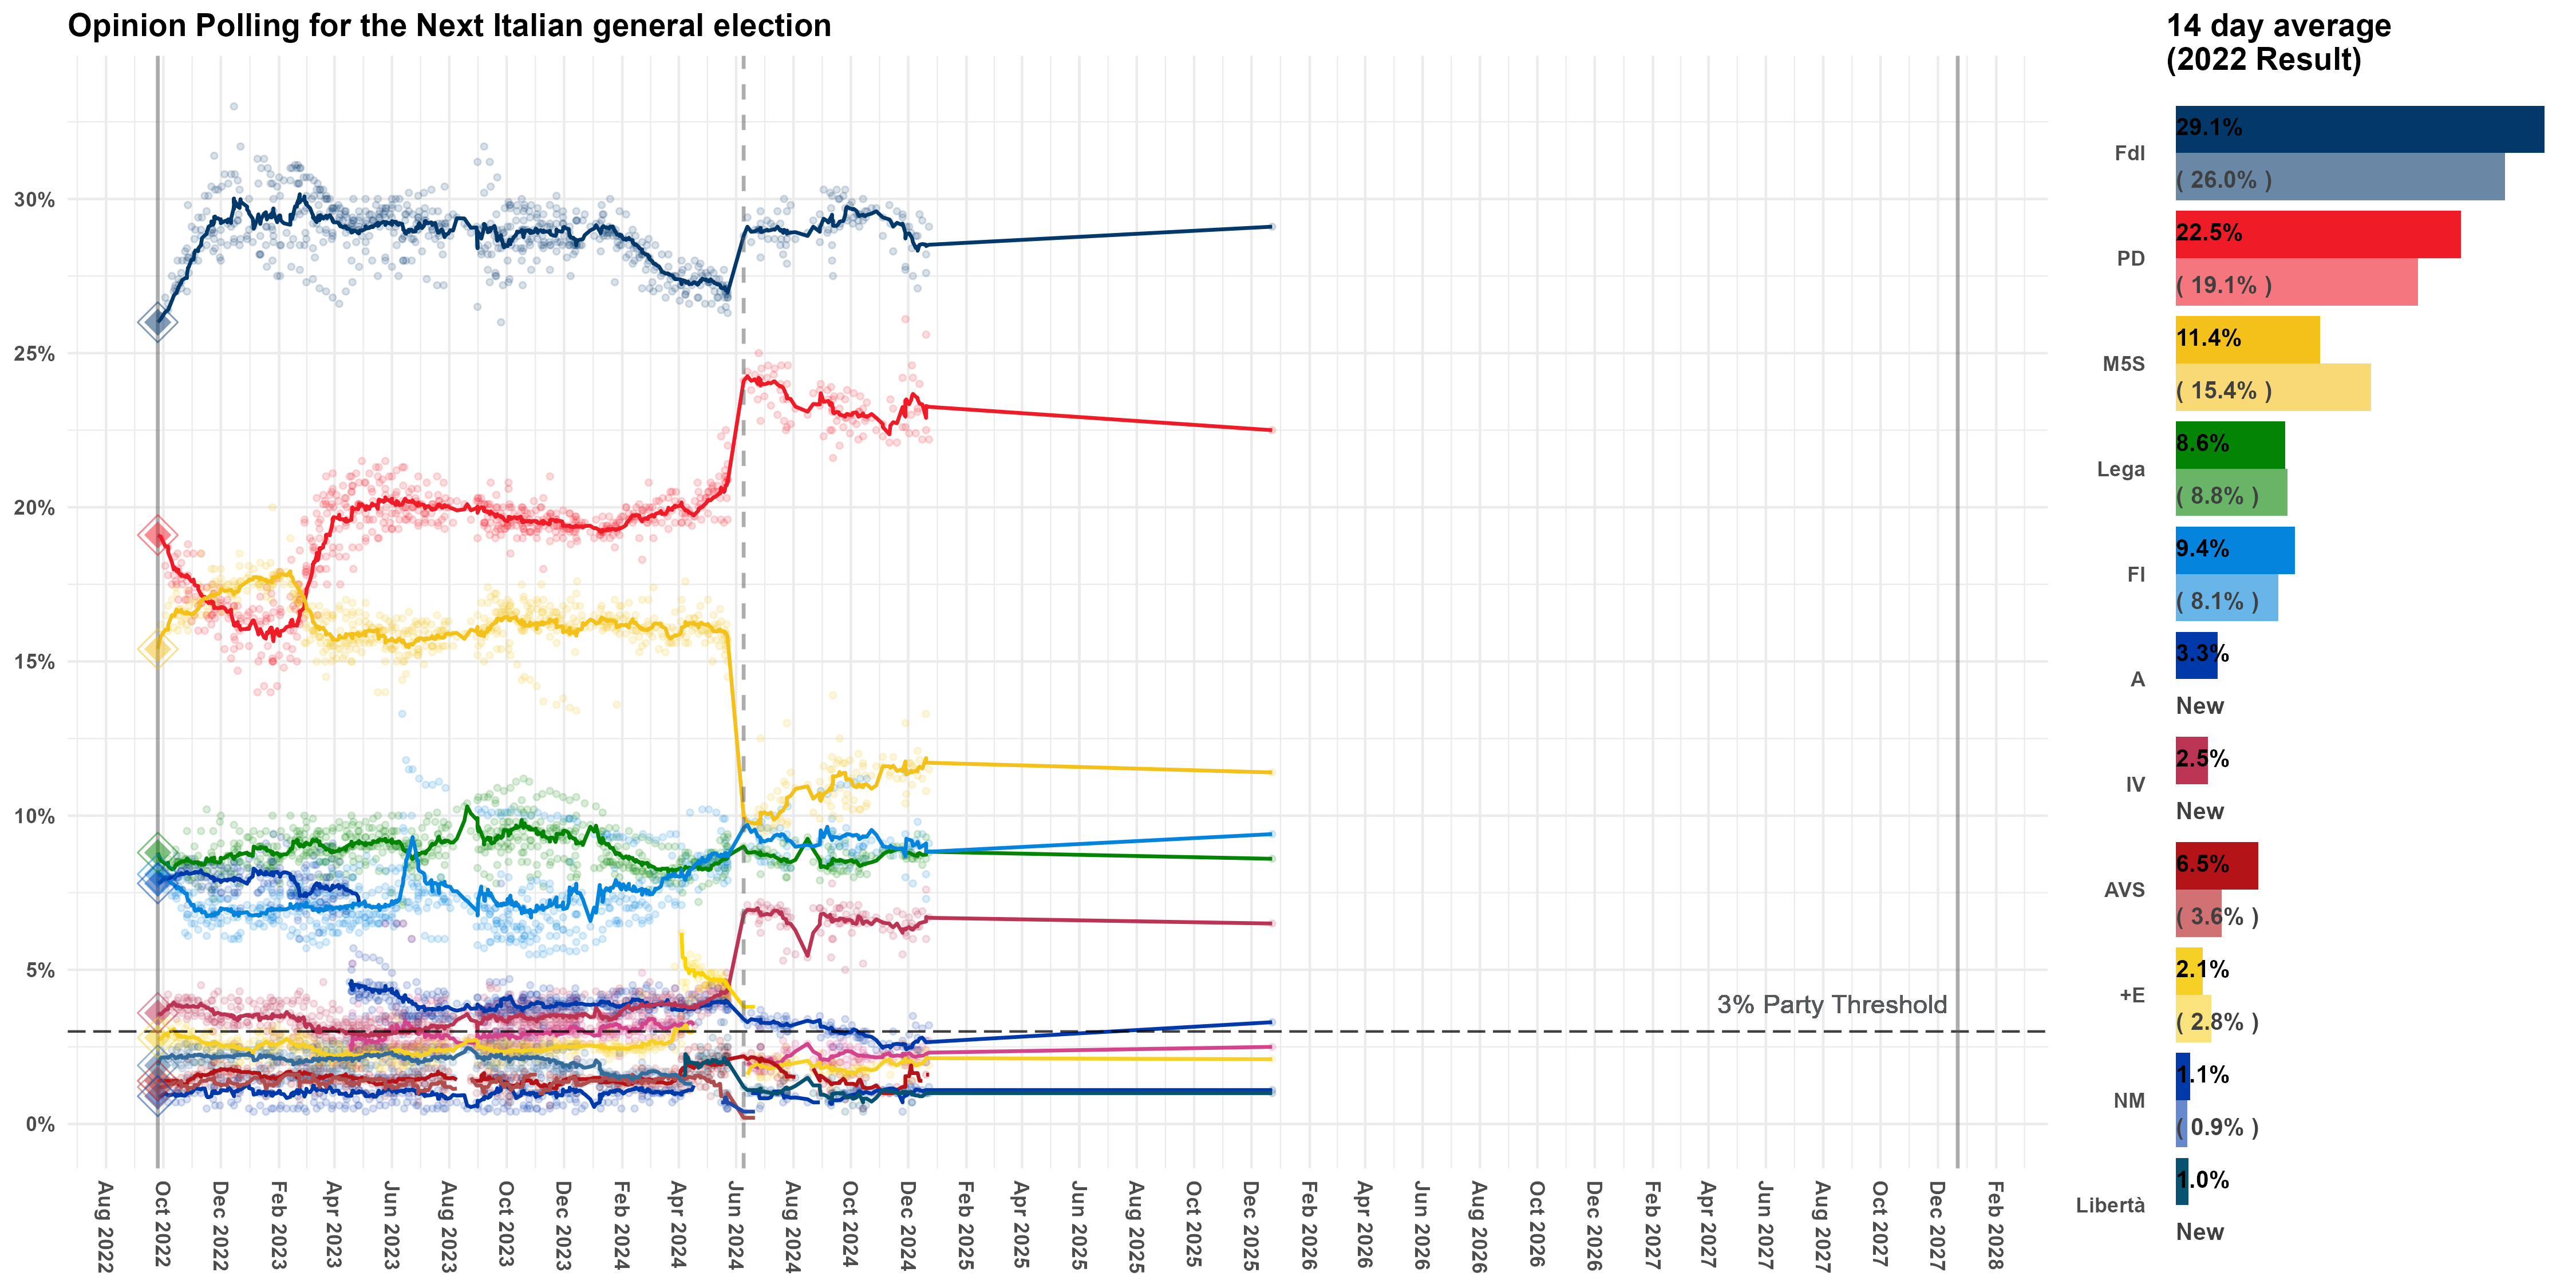 Opinion Polling for the Next Italian general election
14 day average
(2022 Result)
30%
25%
20%
15%
10%
5%
0%
3% Party Threshold
Aug 2022
Oct 2022
Dec 2022
Feb 2023
Apr 2023
Jun 2023
Aug 2023
Oct 2023
Dec 2023
Feb 2024
Apr 2024
Jun 2024
Aug 2024
Oct 2024
Dec 2024
Feb 2025
Apr 2025
Jun 2025
Aug 2025
Oct 2025
Dec 2025
Feb 2026
Apr 2026
Jun 2026
Aug 2026
Oct 2026
Dec 2026
Feb 2027
Apr 2027
Jun 2027
Aug 2027
Oct 2027
Dec 2027
Feb 2028
FdI
29.1%
( 26.0% )
PD
22.5%
( 19.1% )
M5S
11.4%
( 15.4% )
Lega
8.6%
( 8.8% )
FI
9.4%
( 8.1% )
A
3.3%
New
IV
2.5%
New
AVS
6.5%
( 3.6% )
+E
2.1%
( 2.8% )
NM
1.1%
( 0.9% )
Libertà
1.0%
New